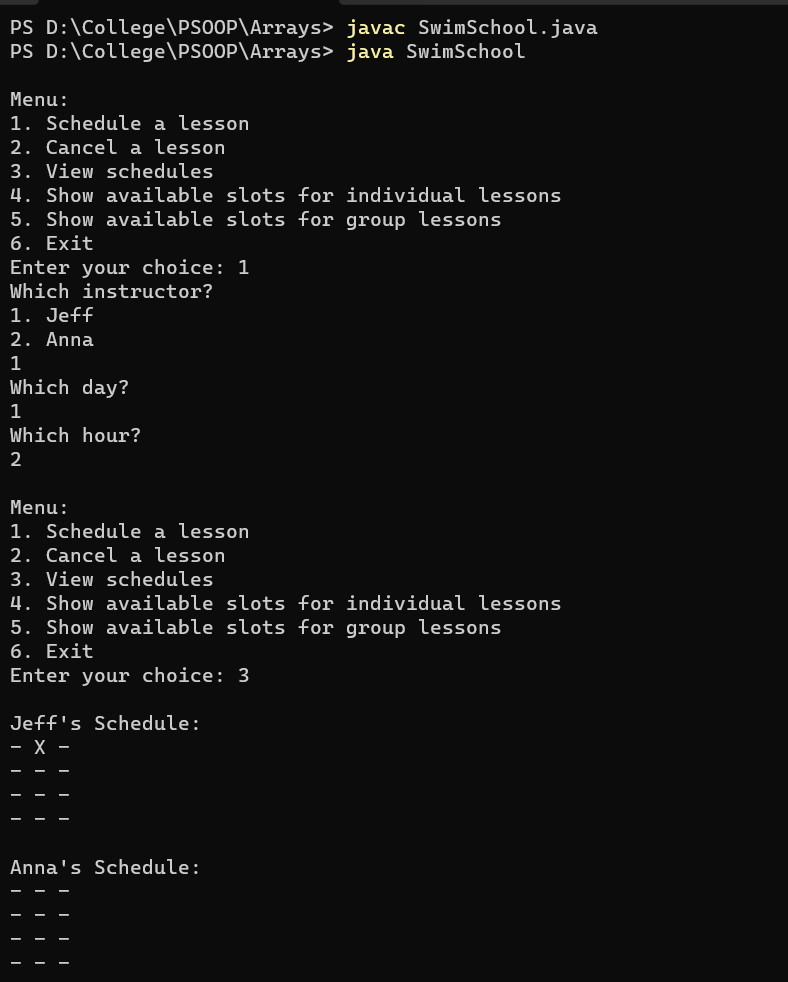 PS D:\College\PSOOP\Arrays> javac SwimSchool.java
PS D:\College\PSOOP\Arrays> java SwimSchool

Menu:
1. Schedule a lesson
2. Cancel a lesson
3. View schedules
4. Show available slots for individual lessons
5. Show available slots for group lessons
6. Exit
Enter your choice: 1
Which instructor?
1. Jeff
2. Anna
1
Which day?
1
Which hour?
2

Menu:
1. Schedule a lesson
2. Cancel a lesson
3. View schedules
4. Show available slots for individual lessons
5. Show available slots for group lessons
6. Exit
Enter your choice: 3

Jeff's Schedule:
- X -
- - -
- - -
- - -

Anna's Schedule:
- - -
- - -
- - -
- - -